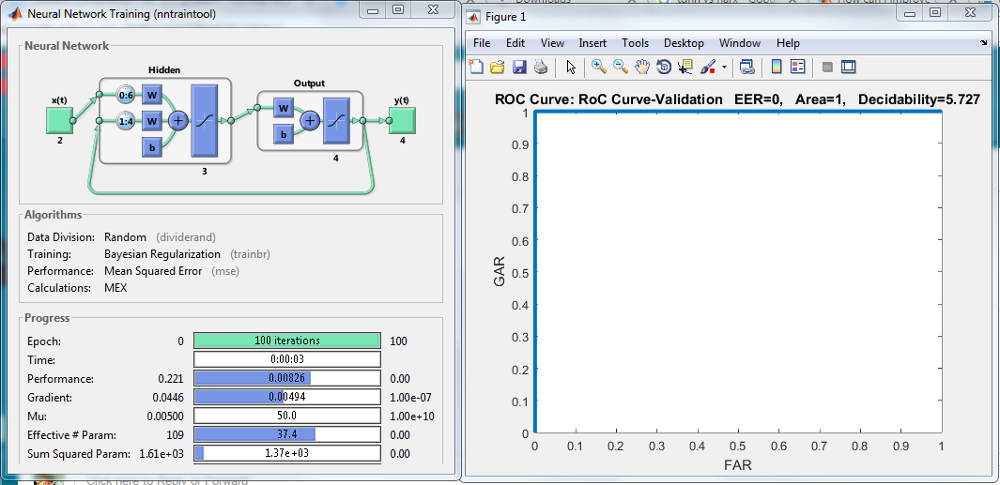 Neural Network Training (nntraintool)
Neural Network
Hidden
Output
x(t)
y(t)
0:6
W
1:4
W
b
W
b
2
3
4
4
Algorithms
Data Division: Random (dividerand)
Training: Bayesian Regularization (trainbr)
Performance: Mean Squared Error (mse)
Calculations: MEX
Progress
Epoch: 0 100 iterations 100
Time: 0:00:03
Performance: 0.221 0.00826 0.00
Gradient: 0.0446 0.00494 1.00e-07
Mu: 0.00500 50.0 1.00e+10
Effective # Param: 109 37.4 0.00
Sum Squared Param: 1.61e+03 1.37e+03 0.00
Click here to Reply or Forward
Downloads
Figure 1
File Edit View Insert Tools Desktop Window Help
ROC Curve: RoC Curve-Validation EER=0, Area=1, Decidability=5.727
1
0.9
0.8
0.7
0.6
0.5
0.4
0.3
0.2
0.1
0
GAR
0 0.1 0.2 0.3 0.4 0.5 0.6 0.7 0.8 0.9 1
FAR